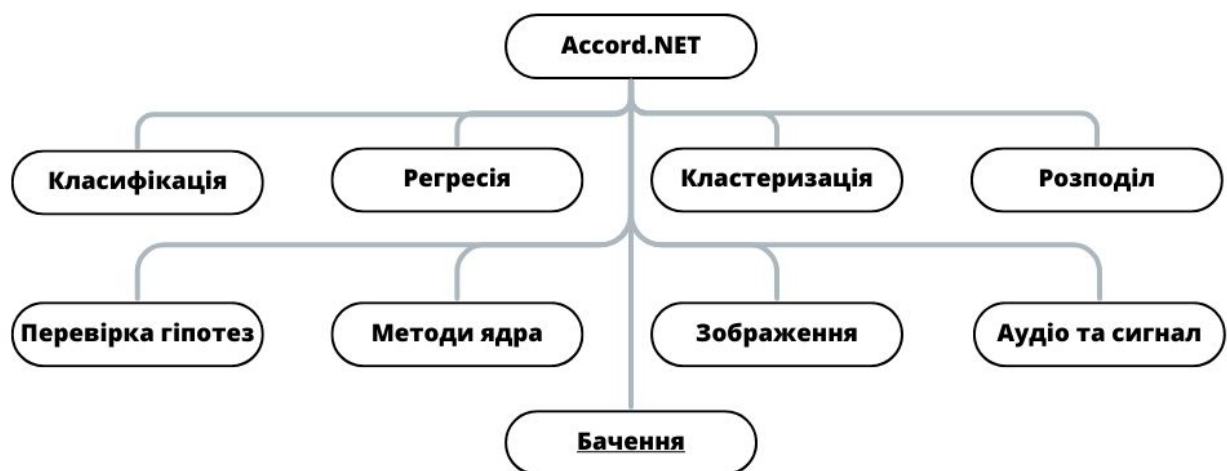 Accord.NET
Класифікація
Регресія
Кластеризація
Розподіл
Перевірка гіпотез
Методи ядра
Зображення
Аудіо та сигнал
Бачення